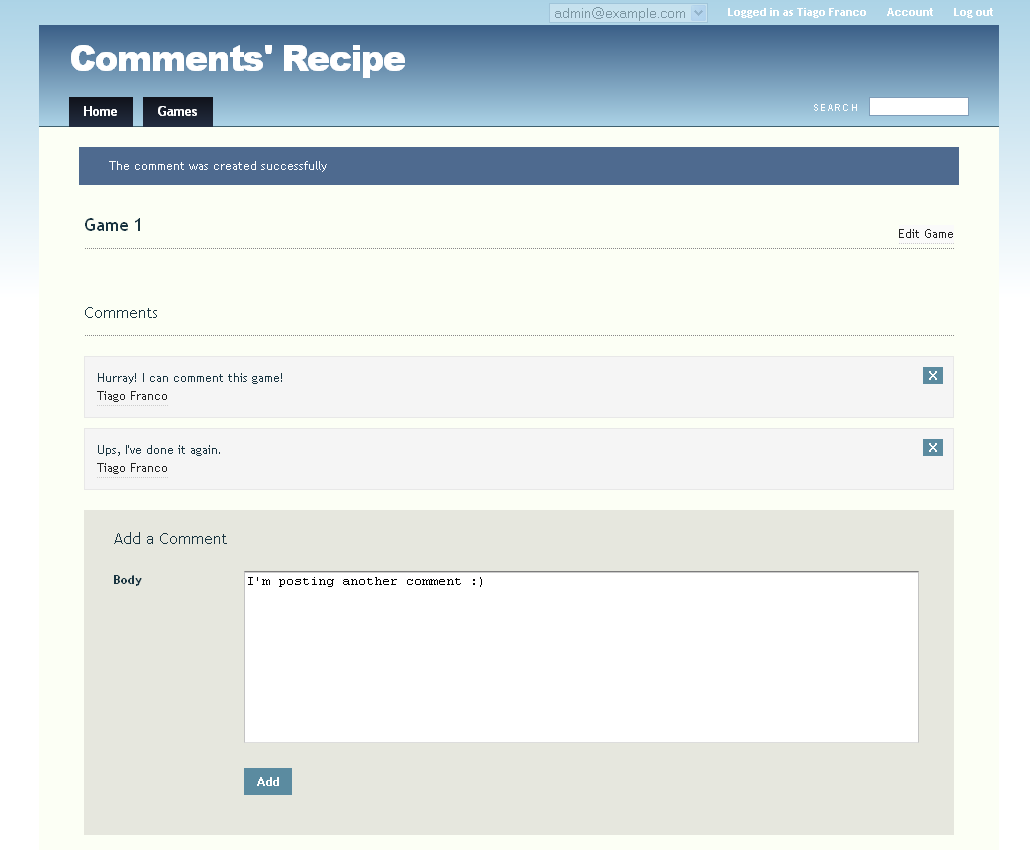 admin@example.com Logged in as Tiago Franco Account Log out
Comments' Recipe
Home Games SEARCH
The comment was created successfully
Game 1
Edit Game
Comments
Hurray! I can comment this game!
Tiago Franco
X
Ups, I've done it again.
Tiago Franco
X
Add a Comment
Body
I'm posting another comment :)
Add